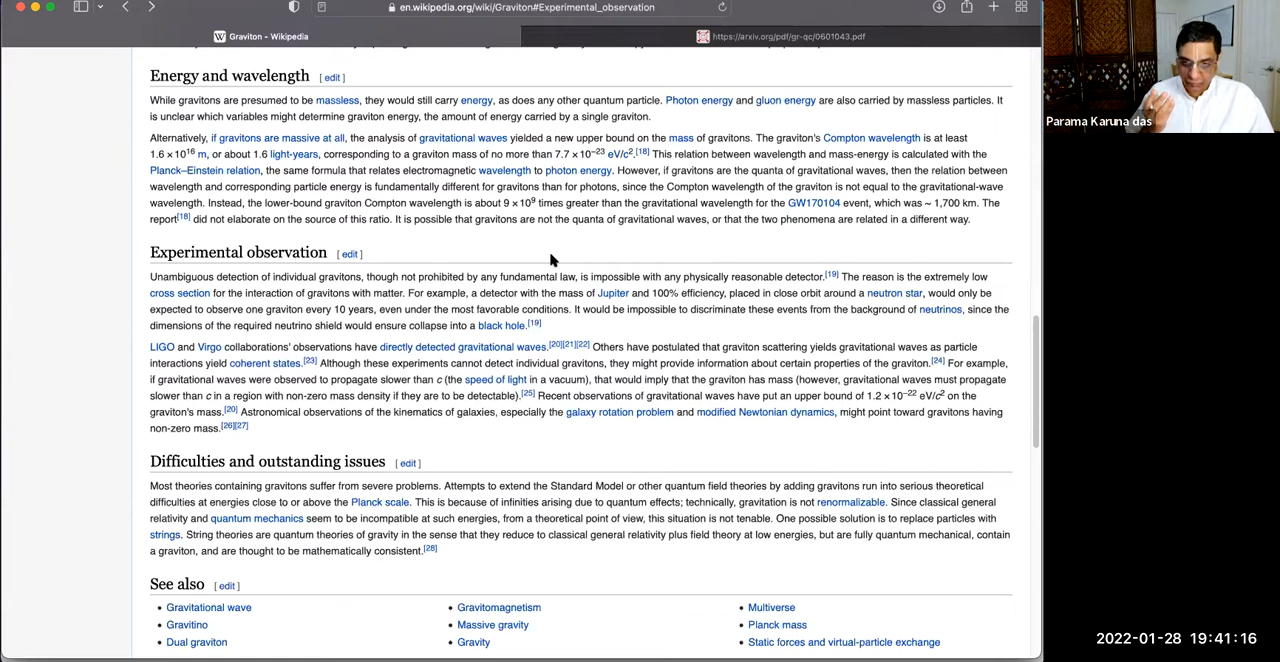 en.wikipedia.org/wiki/Graviton#Experimental_observation
Graviton - Wikipedia
https://arxiv.org/pdf/gr-qc/0601043.pdf
Energy and wavelength [ edit ]
While gravitons are presumed to be massless, they would still carry energy, as does any other quantum particle. Photon energy and gluon energy are also carried by massless particles. It
is unclear which variables might determine graviton energy, the amount of energy carried by a single graviton.
Alternatively, if gravitons are massive at all, the analysis of gravitational waves yielded a new upper bound on the mass of gravitons. The graviton's Compton wavelength is at least
1.6 × 10¹⁶ m, or about 1.6 light-years, corresponding to a graviton mass of no more than 7.7 × 10⁻²³ eV/c².[18] This relation between wavelength and mass-energy is calculated with the
Planck–Einstein relation, the same formula that relates electromagnetic wavelength to photon energy. However, if gravitons are the quanta of gravitational waves, then the relation between
wavelength and corresponding particle energy is fundamentally different for gravitons than for photons, since the Compton wavelength of the graviton is not equal to the gravitational-wave
wavelength. Instead, the lower-bound graviton Compton wavelength is about 9 × 10⁹ times greater than the gravitational wavelength for the GW170104 event, which was ~ 1,700 km. The
report[18] did not elaborate on the source of this ratio. It is possible that gravitons are not the quanta of gravitational waves, or that the two phenomena are related in a different way.
Experimental observation [ edit ]
Unambiguous detection of individual gravitons, though not prohibited by any fundamental law, is impossible with any physically reasonable detector.[19] The reason is the extremely low
cross section for the interaction of gravitons with matter. For example, a detector with the mass of Jupiter and 100% efficiency, placed in close orbit around a neutron star, would only be
expected to observe one graviton every 10 years, even under the most favorable conditions. It would be impossible to discriminate these events from the background of neutrinos, since the
dimensions of the required neutrino shield would ensure collapse into a black hole.[19]
LIGO and Virgo collaborations' observations have directly detected gravitational waves.[20][21][22] Others have postulated that graviton scattering yields gravitational waves as particle
interactions yield coherent states.[23] Although these experiments cannot detect individual gravitons, they might provide information about certain properties of the graviton.[24] For example,
if gravitational waves were observed to propagate slower than c (the speed of light in a vacuum), that would imply that the graviton has mass (however, gravitational waves must propagate
slower than c in a region with non-zero mass density if they are to be detectable).[25] Recent observations of gravitational waves have put an upper bound of 1.2 × 10⁻²² eV/c² on the
graviton's mass.[20] Astronomical observations of the kinematics of galaxies, especially the galaxy rotation problem and modified Newtonian dynamics, might point toward gravitons having
non-zero mass.[26][27]
Difficulties and outstanding issues [ edit ]
Most theories containing gravitons suffer from severe problems. Attempts to extend the Standard Model or other quantum field theories by adding gravitons run into serious theoretical
difficulties at energies close to or above the Planck scale. This is because of infinities arising due to quantum effects; technically, gravitation is not renormalizable. Since classical general
relativity and quantum mechanics seem to be incompatible at such energies, from a theoretical point of view, this situation is not tenable. One possible solution is to replace particles with
strings. String theories are quantum theories of gravity in the sense that they reduce to classical general relativity plus field theory at low energies, but are fully quantum mechanical, contain
a graviton, and are thought to be mathematically consistent.[28]
See also [ edit ]
• Gravitational wave
• Gravitino
• Dual graviton
• Gravitomagnetism
• Massive gravity
• Gravity
• Multiverse
• Planck mass
• Static forces and virtual-particle exchange
Parama Karuna das
2022-01-28 19:41:16